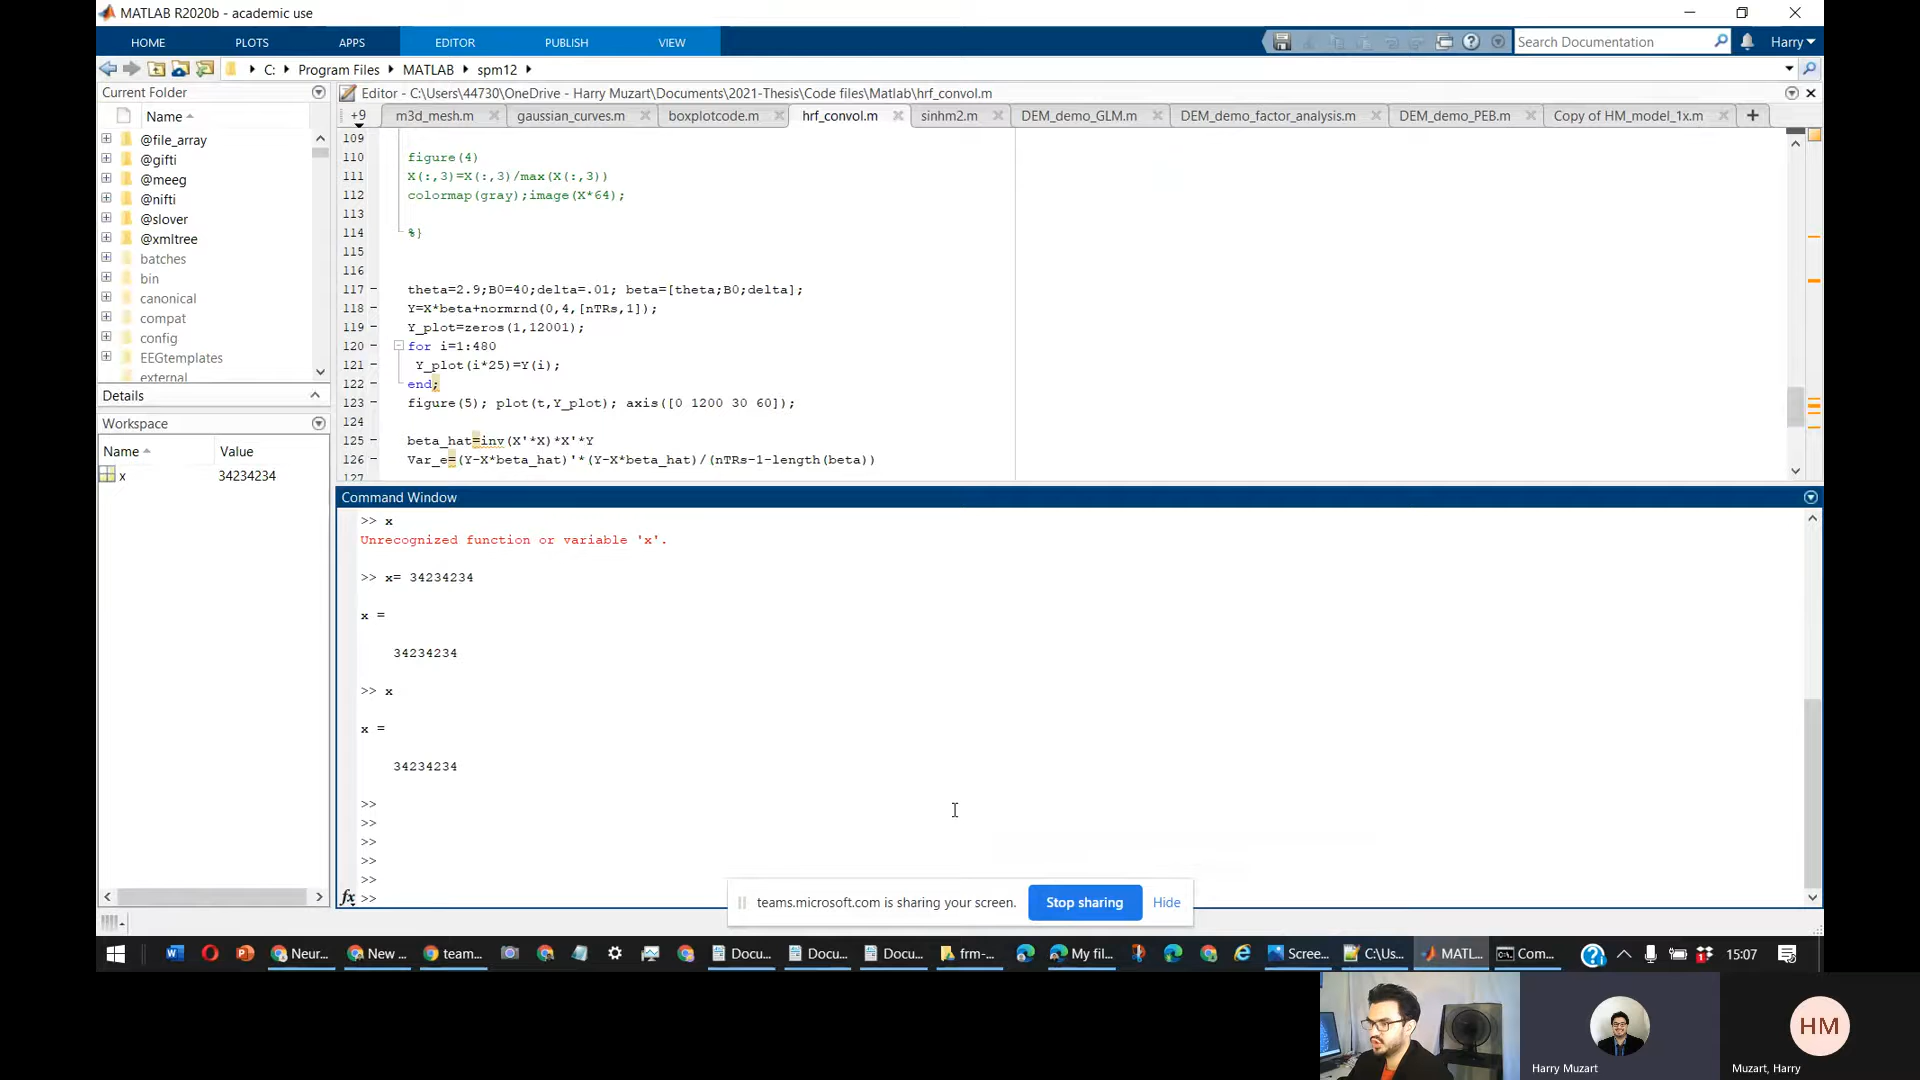 MATLAB R2020b - academic use
HOME PLOTS APPS EDITOR PUBLISH VIEW
Search Documentation Harry
C: Program Files MATLAB spm12
Current Folder
Name
@file_array
@gifti
@meeg
@nifti
@slover
@xmltree
batches
bin
canonical
compat
config
EEGtemplates
external
Details
Workspace
Name Value
x 34234234
Editor - C:\Users\44730\OneDrive - Harry Muzart\Documents\2021-Thesis\Code files\Matlab\hrf_convol.m
+9 m3d_mesh.m gaussian_curves.m boxplotcode.m hrf_convol.m sinhm2.m DEM_demo_GLM.m DEM_demo_factor_analysis.m DEM_demo_PEB.m Copy of HM_model_1x.m
109
110 figure(4)
111 X(:,3)=X(:,3)/max(X(:,3))
112 colormap(gray);image(X*64);
113
114 %}
115
116
117 theta=2.9;B0=40;delta=.01; beta=[theta;B0;delta];
118 Y=X*beta+normrnd(0,4,[nTRs,1]);
119 Y_plot=zeros(1,12001);
120 for i=1:480
121 Y_plot(i*25)=Y(i);
122 end;
123 figure(5); plot(t,Y_plot); axis([0 1200 30 60]);
124
125 beta_hat=inv(X'*X)*X'*Y
126 Var_e=(Y-X*beta_hat)'*(Y-X*beta_hat)/(nTRs-1-length(beta))
127
Command Window
>> x
Unrecognized function or variable 'x'.
>> x= 34234234
x =
34234234
>> x
x =
34234234
>>
>>
>>
>>
>>
fx >>
teams.microsoft.com is sharing your screen. Stop sharing Hide
Neur... New ... team... Docu... Docu... Docu... frm-... My fil... Scree... C:\Us... MATL... Com... 15:07
HM
Harry Muzart
Muzart, Harry